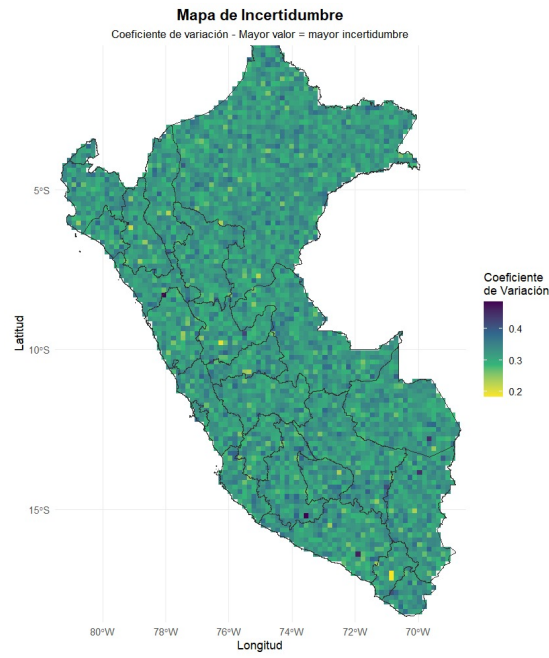 Mapa de Incertidumbre
Coeficiente de variación - Mayor valor = mayor incertidumbre
5°S
10°S
15°S
Latitud
80°W 78°W 76°W 74°W 72°W 70°W
Longitud
Coeficiente
de Variación
0.4
0.3
0.2